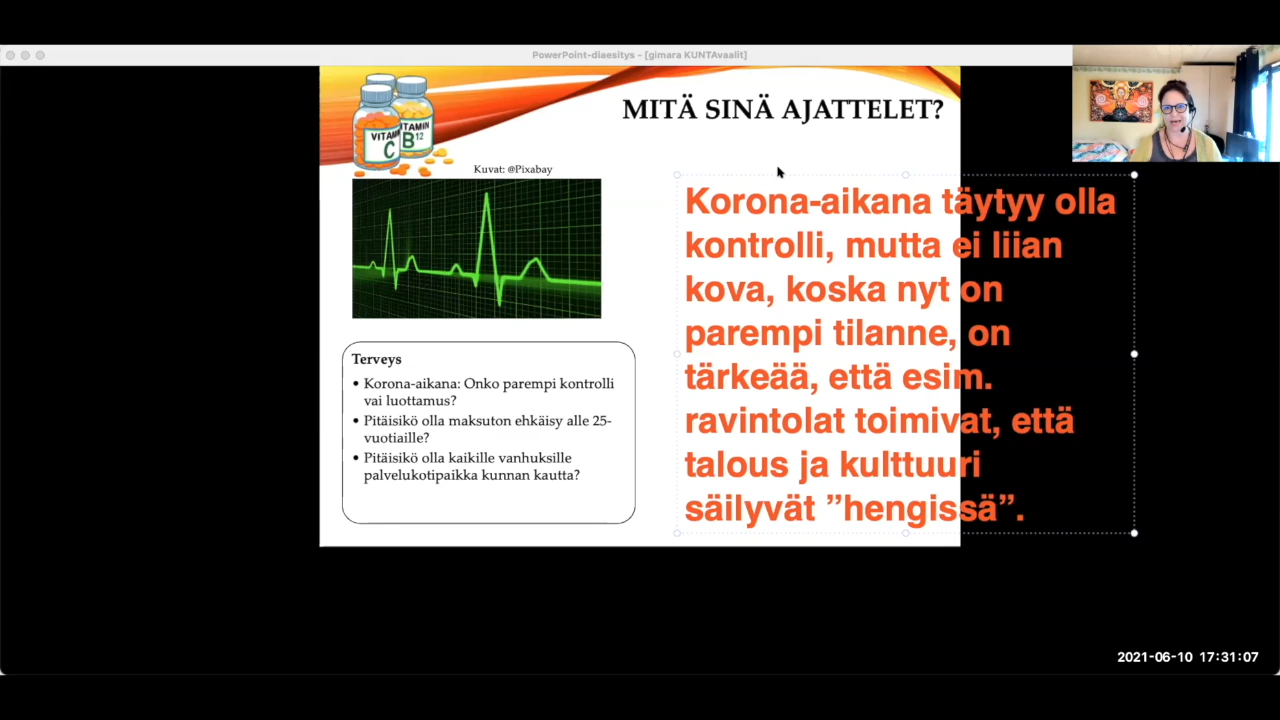 PowerPoint-diaesitys - [gimara KUNTAvaalit]
MITÄ SINÄ AJATTELET?
VITAMIN
B12
VITAM
C
Kuvat: @Pixabay
Korona-aikana täytyy olla
kontrolli, mutta ei liian
kova, koska nyt on
parempi tilanne, on
tärkeää, että esim.
ravintolat toimivat, että
talous ja kulttuuri
säilyvät ”hengissä”.
Terveys
• Korona-aikana: Onko parempi kontrolli
vai luottamus?
• Pitäisikö olla maksuton ehkäisy alle 25-
vuotiaille?
• Pitäisikö olla kaikille vanhuksille
palvelukotipaikka kunnan kautta?
2021-06-10 17:31:07